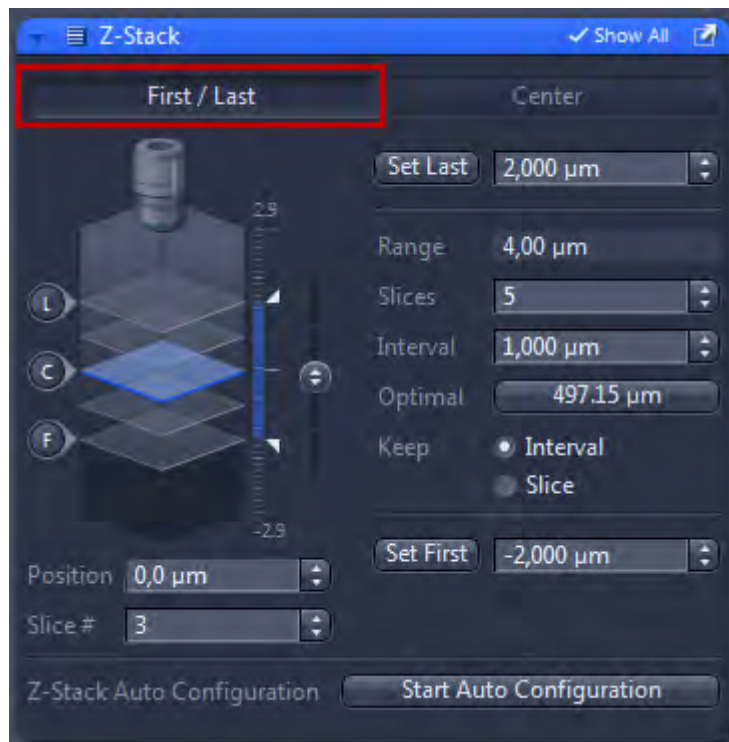 Z-Stack
Show All
First / Last
Center
Set Last 2,000 µm
2.9
Range 4,00 µm
L
Slices 5
Interval 1,000 µm
C
Optimal 497.15 µm
F
Keep Interval
Slice
-2.9
Set First -2,000 µm
Position 0,0 µm
Slice # 3
Z-Stack Auto Configuration Start Auto Configuration